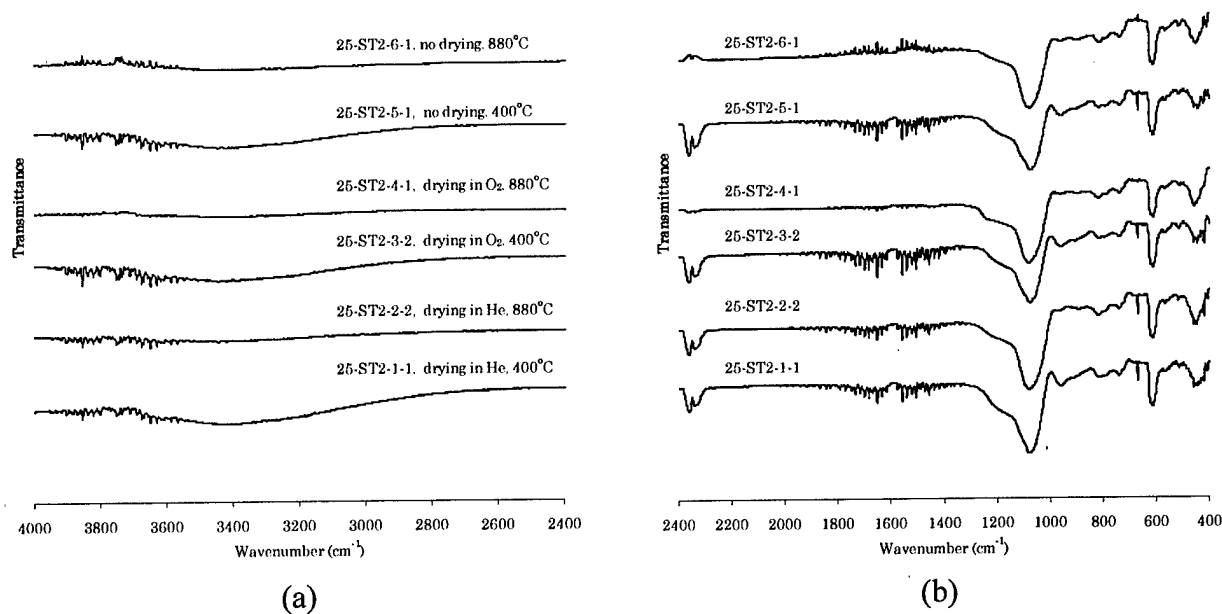 Transmittance
25-ST2-6-1, no drying, 880°C
25-ST2-5-1, no drying, 400°C
25-ST2-4-1, drying in O₂, 880°C
25-ST2-3-2, drying in O₂, 400°C
25-ST2-2-2, drying in He, 880°C
25-ST2-1-1, drying in He, 400°C
4000 3800 3600 3400 3200 3000 2800 2600 2400
Wavenumber (cm⁻¹)
(a)
Transmittance
25-ST2-6-1
25-ST2-5-1
25-ST2-4-1
25-ST2-3-2
25-ST2-2-2
25-ST2-1-1
2400 2200 2000 1800 1600 1400 1200 1000 800 600 400
Wavenumber (cm⁻¹)
(b)